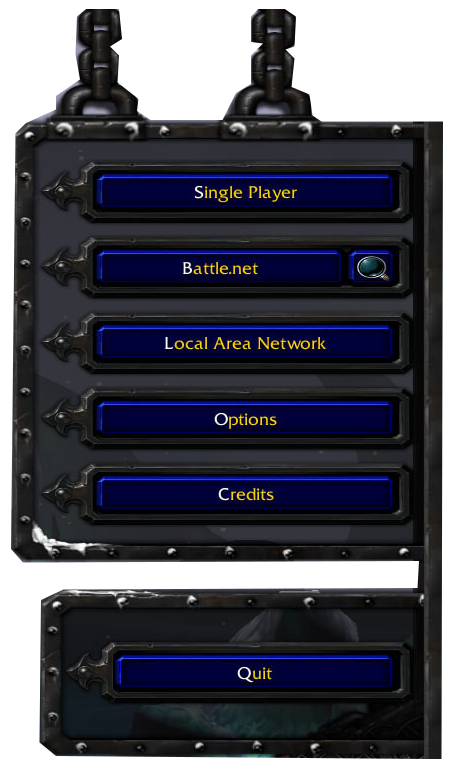 Single Player
Battle.net
Local Area Network
Options
Credits
Quit